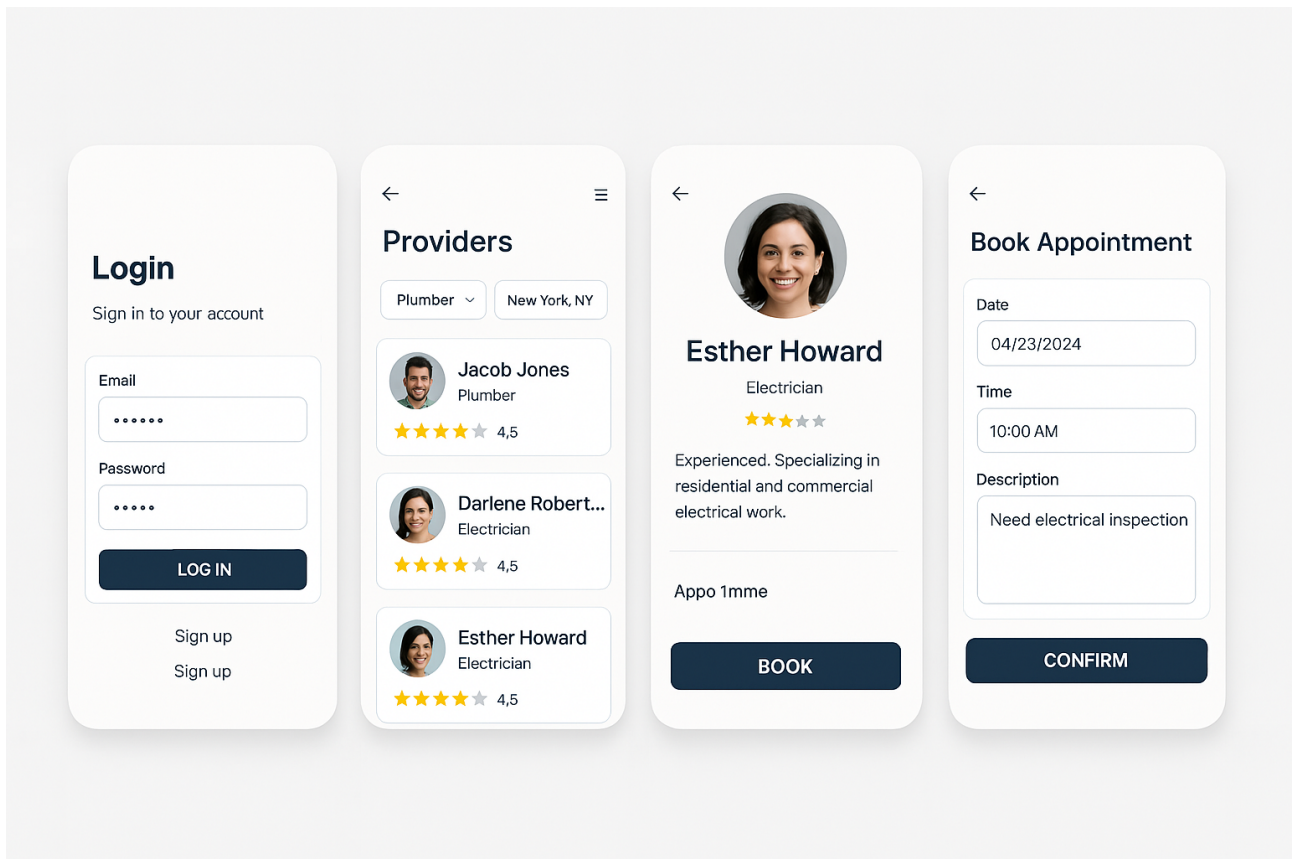 Login
Sign in to your account
Email
Password
LOG IN
Sign up
Sign up
Providers
Plumber
New York, NY
Jacob Jones
Plumber
4,5
Darlene Robert...
Electrician
4,5
Esther Howard
Electrician
4,5
Esther Howard
Electrician
Experienced. Specializing in
residential and commercial
electrical work.
Appo 1mme
BOOK
Book Appointment
Date
04/23/2024
Time
10:00 AM
Description
Need electrical inspection
CONFIRM